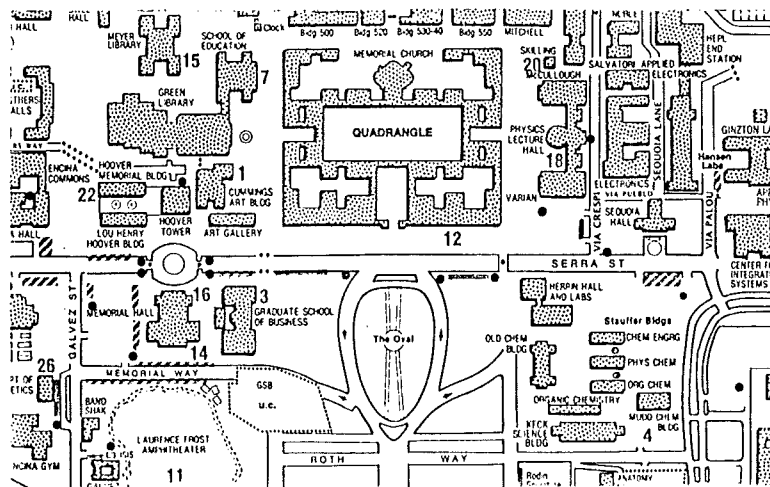 HALL
MEYER
LIBRARY
15
SCHOOL OF
EDUCATION
7
Clock
Bldg 500
Bldg 520
Bldg 530-40
Bldg 550
MITCHELL
MEMORIAL CHURCH
SKILLING
20
McCULLOUGH
SALVATORI
APPLIED
ELECTRONICS
HEPL
END
STATION
GREEN
LIBRARY
QUADRANGLE
PHYSICS
LECTURE
HALL
18
SEQUOIA LANE
GINZTON LA
Hansen
Labs
ENCINA
COMMONS
HOOVER
MEMORIAL BLDG
22
1
CUMMINGS
ART BLDG
VARIAN
ELECTRONICS
VIA PUEBLO
SEQUOIA
HALL
VIA CRESPI
VIA PALOU
LOU HENRY
HOOVER BLDG
HOOVER
TOWER
ART GALLERY
12
SERRA ST
CENTER F
INTEGRAT
SYSTEMS
GALVEZ ST
MEMORIAL HALL
16
3
GRADUATE SCHOOL
OF BUSINESS
14
The Oval
HERRIN HALL
AND LABS
Stauffer Bldgs
CHEM ENGRG
OLD CHEM
BLDG
PHYS CHEM
ORG CHEM
ORGANIC CHEMISTRY
MUDD CHEM
BLDG
KECK
SCIENCE
BLDG
4
MEMORIAL WAY
GSB
U.C.
26
BAND
SHAK
LAURENCE FROST
AMPHITHEATER
11
NCINA GYM
ROTH WAY
Rodin
ANATOMY